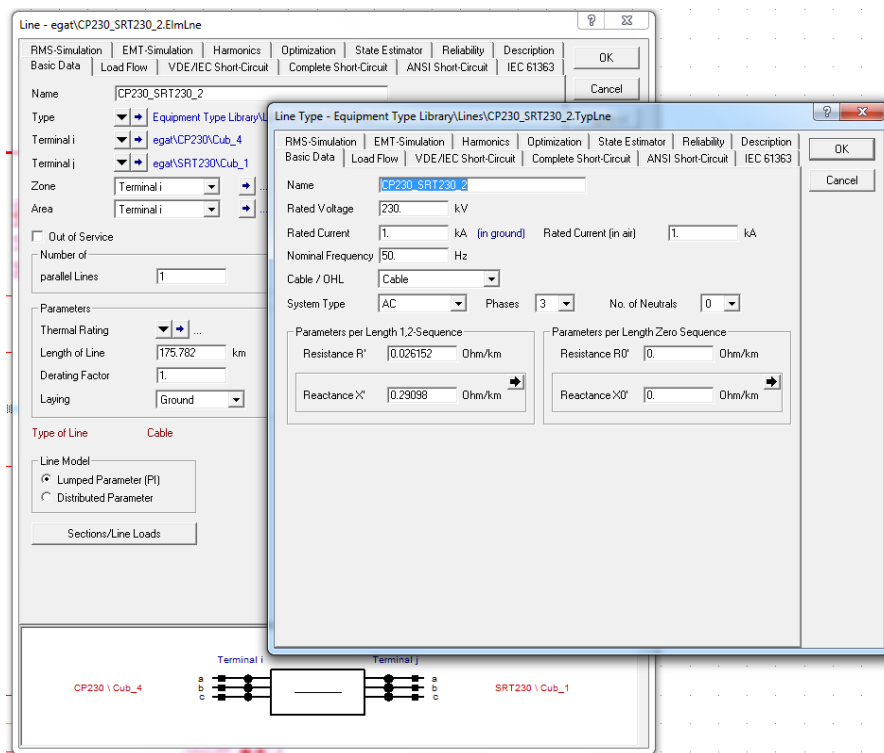 Line - egat\CP230_SRT230_2.ElmLne
RMS-Simulation EMT-Simulation Harmonics Optimization State Estimator Reliability Description
Basic Data Load Flow VDE/IEC Short-Circuit Complete Short-Circuit ANSI Short-Circuit IEC 61363
OK
Cancel
Name CP230_SRT230_2
Type Equipment Type Library\L
Terminal i egat\CP230\Cub_4
Terminal j egat\SRT230\Cub_1
Zone Terminal i ...
Area Terminal i ...
Out of Service
Number of
parallel Lines 1
Parameters
Thermal Rating ...
Length of Line 175.782 km
Derating Factor 1.
Laying Ground
Type of Line Cable
Line Model
Lumped Parameter (PI)
Distributed Parameter
Sections/Line Loads
Terminal i Terminal j
a a
CP230 \ Cub_4 b b SRT230 \ Cub_1
c c
Line Type - Equipment Type Library\Lines\CP230_SRT230_2.TypLne
RMS-Simulation EMT-Simulation Harmonics Optimization State Estimator Reliability Description
Basic Data Load Flow VDE/IEC Short-Circuit Complete Short-Circuit ANSI Short-Circuit IEC 61363
OK
Cancel
Name CP230_SRT230_2
Rated Voltage 230. kV
Rated Current 1. kA (in ground) Rated Current (in air) 1. kA
Nominal Frequency 50. Hz
Cable / OHL Cable
System Type AC Phases 3 No. of Neutrals 0
Parameters per Length 1,2-Sequence Parameters per Length Zero Sequence
Resistance R' 0.026152 Ohm/km Resistance R0' 0. Ohm/km
Reactance X' 0.29098 Ohm/km Reactance X0' 0. Ohm/km